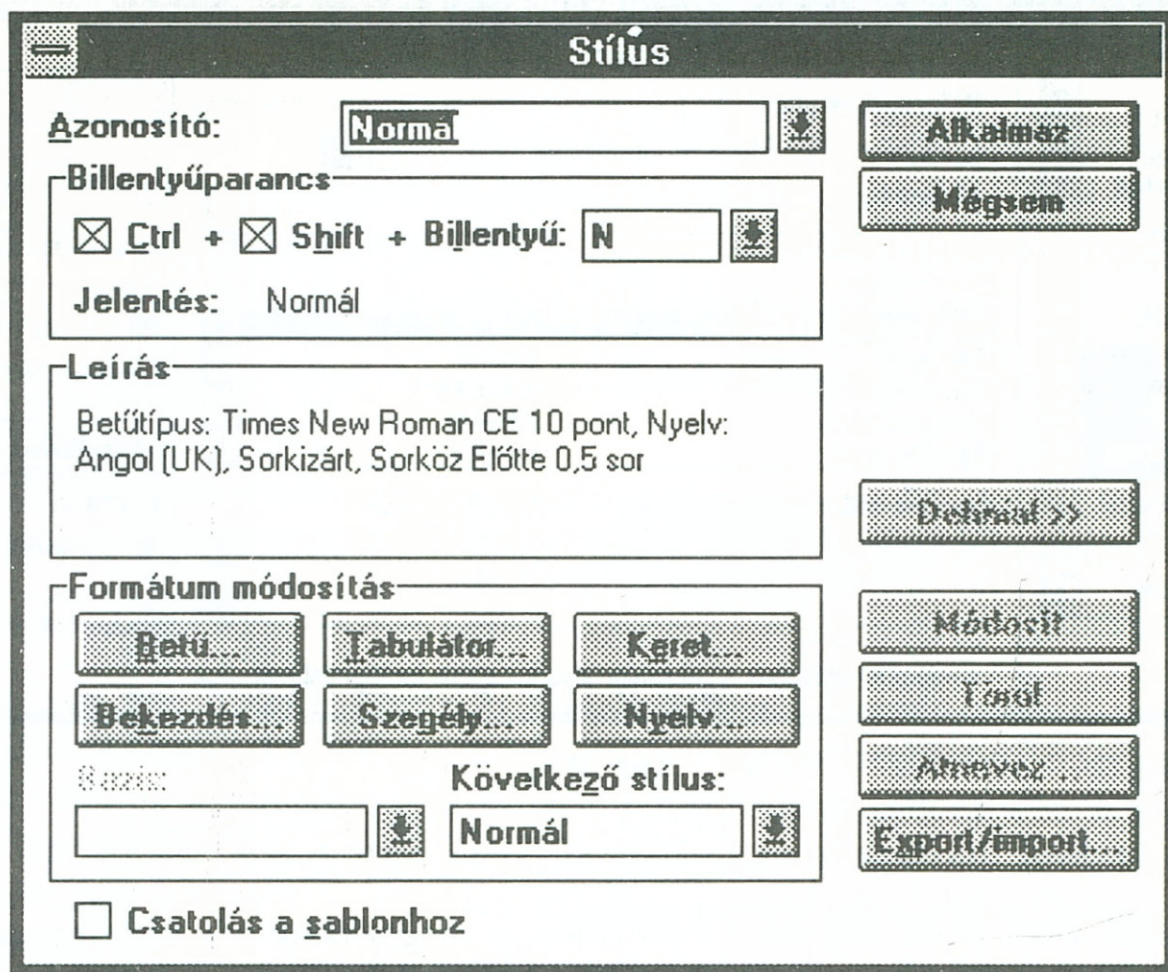 Stílus
Azonosító: Normál
Alkalmaz
Mégsem
Billentyűparancs
Ctrl + Shift + Billentyű: N
Jelentés: Normál
Leírás
Betűtípus: Times New Roman CE 10 pont, Nyelv:
Angol (UK), Sorkizárt, Sorköz Előtte 0,5 sor
Definiál >>
Formátum módosítás
Betű... Tabulátor... Keret...
Bekezdés... Szegély... Nyelv...
Módosít
Töröl
Átnevez...
Bázis: Következő stílus:
Normál
Export/import...
Csatolás a sablonhoz